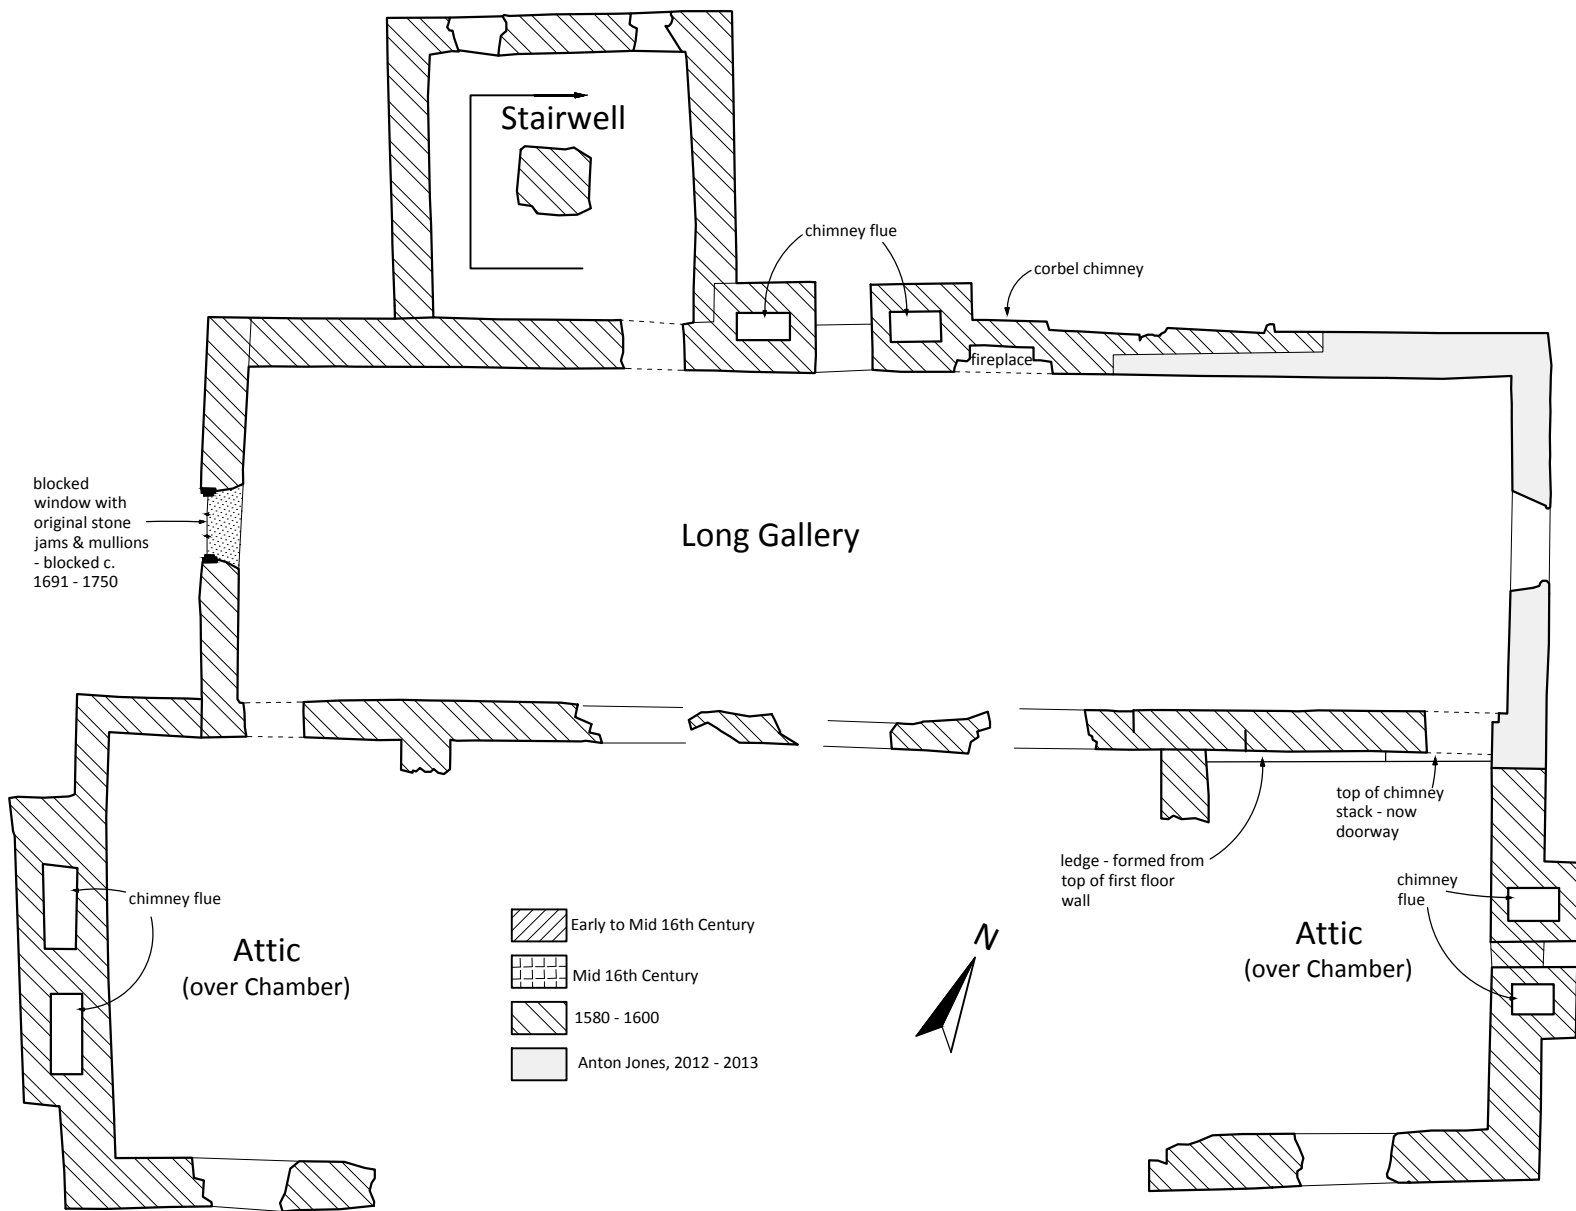 Stairwell
chimney flue
corbel chimney
fireplace
blocked
window with
original stone
jams & mullions
- blocked c.
1691 - 1750
Long Gallery
top of chimney
stack - now
doorway
ledge - formed from
top of first floor
wall
chimney
flue
chimney flue
Attic
(over Chamber)
Early to Mid 16th Century
Mid 16th Century
1580 - 1600
Anton Jones, 2012 - 2013
N
Attic
(over Chamber)